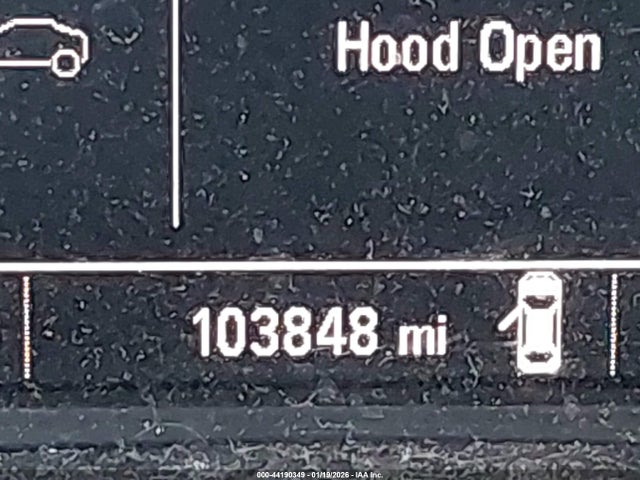 Hood Open
103848 mi
000-44190349 - 01/19/2026 - IAA Inc.